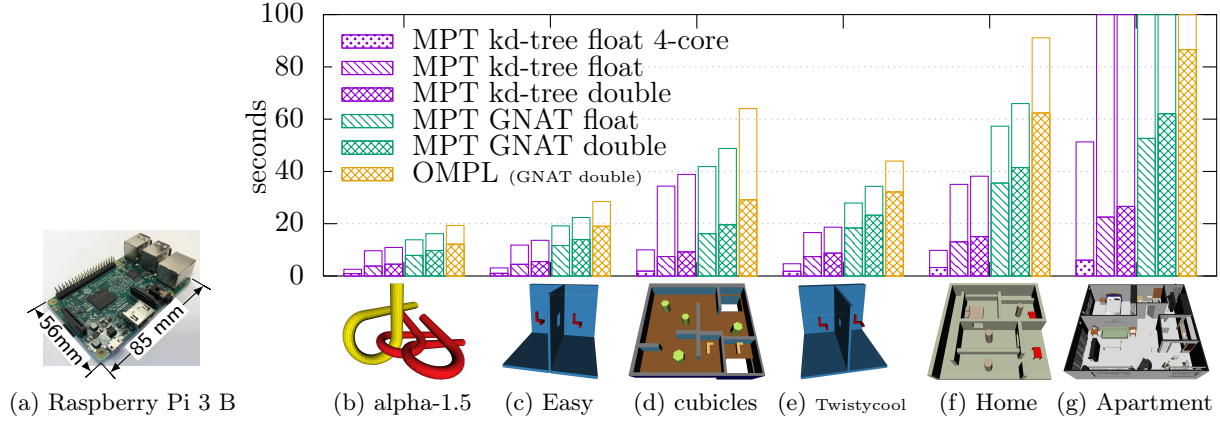 100
80
60
40
20
0
seconds
MPT kd-tree float 4-core
MPT kd-tree float
MPT kd-tree double
MPT GNAT float
MPT GNAT double
OMPL (GNAT double)
56mm
85 mm
(a) Raspberry Pi 3 B
(b) alpha-1.5
(c) Easy
(d) cubicles
(e) Twistycool
(f) Home
(g) Apartment